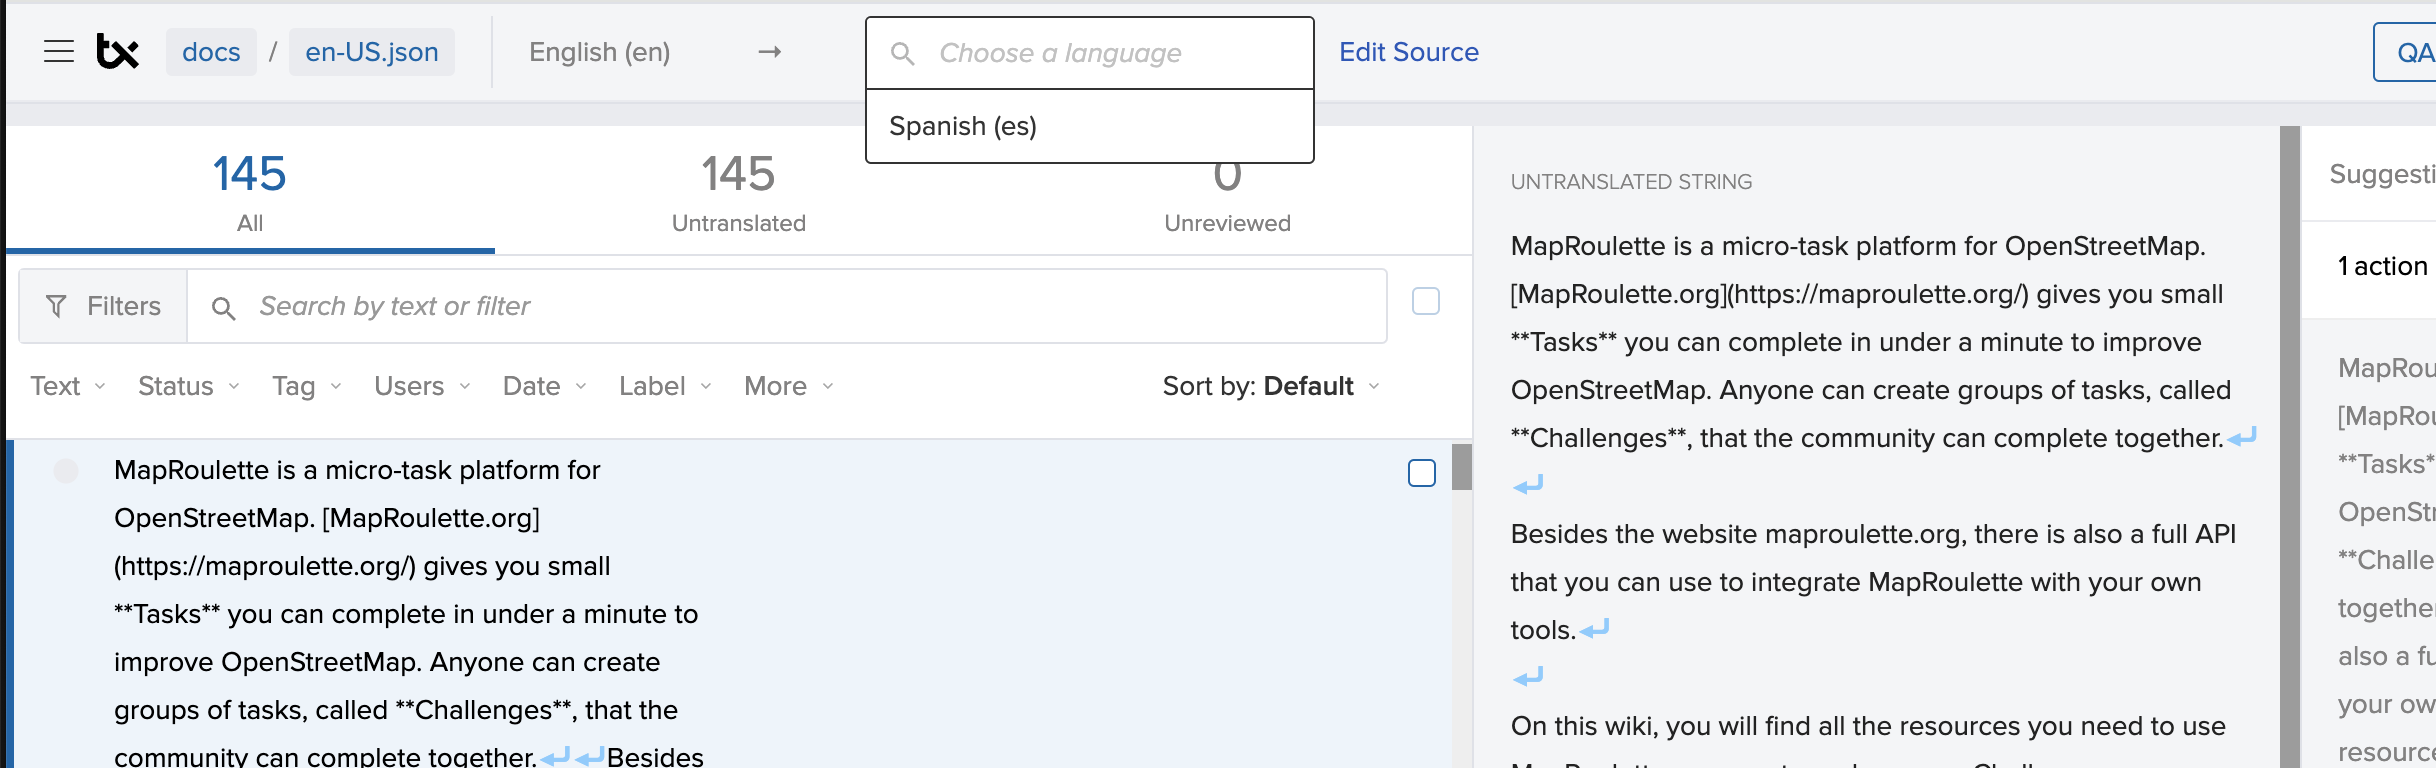 tx docs / en-US.json English (en) → Choose a language Edit Source QA
Spanish (es)
145 All
145 Untranslated
0 Unreviewed
Filters Search by text or filter
Text Status Tag Users Date Label More Sort by: Default
MapRoulette is a micro-task platform for
OpenStreetMap. [MapRoulette.org]
(https://maproulette.org/) gives you small
**Tasks** you can complete in under a minute to
improve OpenStreetMap. Anyone can create
groups of tasks, called **Challenges**, that the
community can complete together.Besides
UNTRANSLATED STRING
MapRoulette is a micro-task platform for OpenStreetMap.
[MapRoulette.org](https://maproulette.org/) gives you small
**Tasks** you can complete in under a minute to improve
OpenStreetMap. Anyone can create groups of tasks, called
**Challenges**, that the community can complete together.
Besides the website maproulette.org, there is also a full API
that you can use to integrate MapRoulette with your own
tools.
On this wiki, you will find all the resources you need to use
Suggesti
1 action
MapRou
[MapRou
**Tasks*
OpenStr
**Challe
together
also a fu
your ow
resource